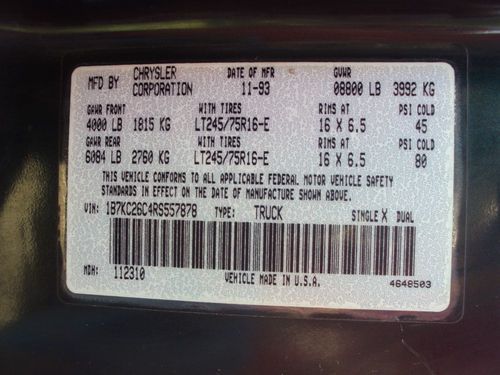 MFD BY CHRYSLER CORPORATION DATE OF MFR 11-93 GVWR 08800 LB 3992 KG
GAWR FRONT WITH TIRES RIMS AT PSI COLD
4000 LB 1815 KG LT245/75R16-E 16 X 6.5 45
GAWR REAR WITH TIRES RIMS AT PSI COLD
6084 LB 2760 KG LT245/75R16-E 16 X 6.5 80
THIS VEHICLE CONFORMS TO ALL APPLICABLE FEDERAL MOTOR VEHICLE SAFETY
STANDARDS IN EFFECT ON THE DATE OF MANUFACTURE SHOWN ABOVE.
VIN: 1B7KC26C4RS557878 TYPE: TRUCK SINGLE X DUAL
MDH: 112310 VEHICLE MADE IN U.S.A. 4648503